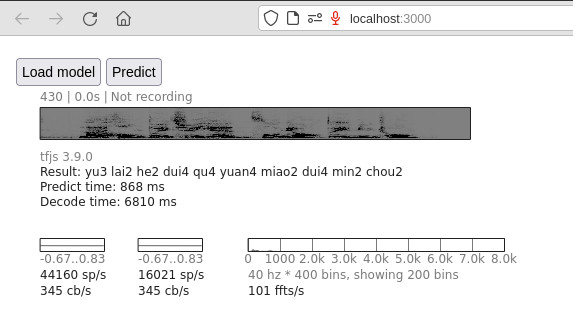 localhost:3000
Load model Predict
430 | 0.0s | Not recording
tfjs 3.9.0
Result: yu3 lai2 he2 dui4 qu4 yuan4 miao2 dui4 min2 chou2
Predict time: 868 ms
Decode time: 6810 ms
-0.67..0.83 -0.67..0.83 0 1000 2.0k 3.0k 4.0k 5.0k 6.0k 7.0k 8.0k
44160 sp/s 16021 sp/s 40 hz * 400 bins, showing 200 bins
345 cb/s 345 cb/s 101 ffts/s